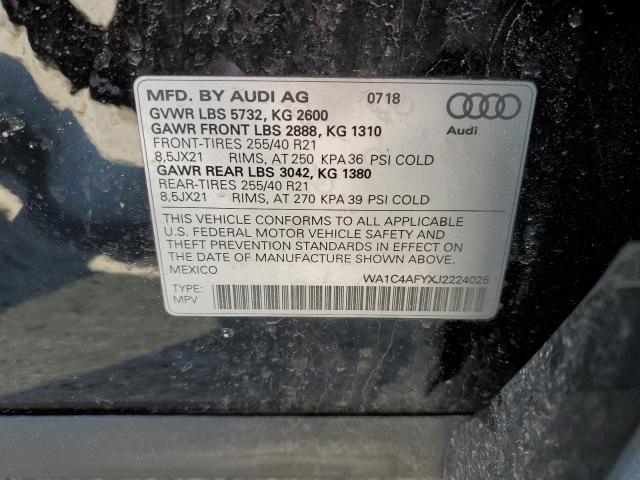 MFD. BY AUDI AG 07 18
GVWR LBS 5732, KG 2600
GAWR FRONT LBS 2888, KG 1310
FRONT-TIRES 255/40 R21
8,5JX21 RIMS, AT 250 KPA 36 PSI COLD
GAWR REAR LBS 3042, KG 1380
REAR-TIRES 255/40 R21
8,5JX21 RIMS, AT 270 KPA 39 PSI COLD
Audi
THIS VEHICLE CONFORMS TO ALL APPLICABLE
U.S. FEDERAL MOTOR VEHICLE SAFETY AND
THEFT PREVENTION STANDARDS IN EFFECT ON
THE DATE OF MANUFACTURE SHOWN ABOVE.
MEXICO
WA1C4AFYXJ2224025
TYPE:
MPV